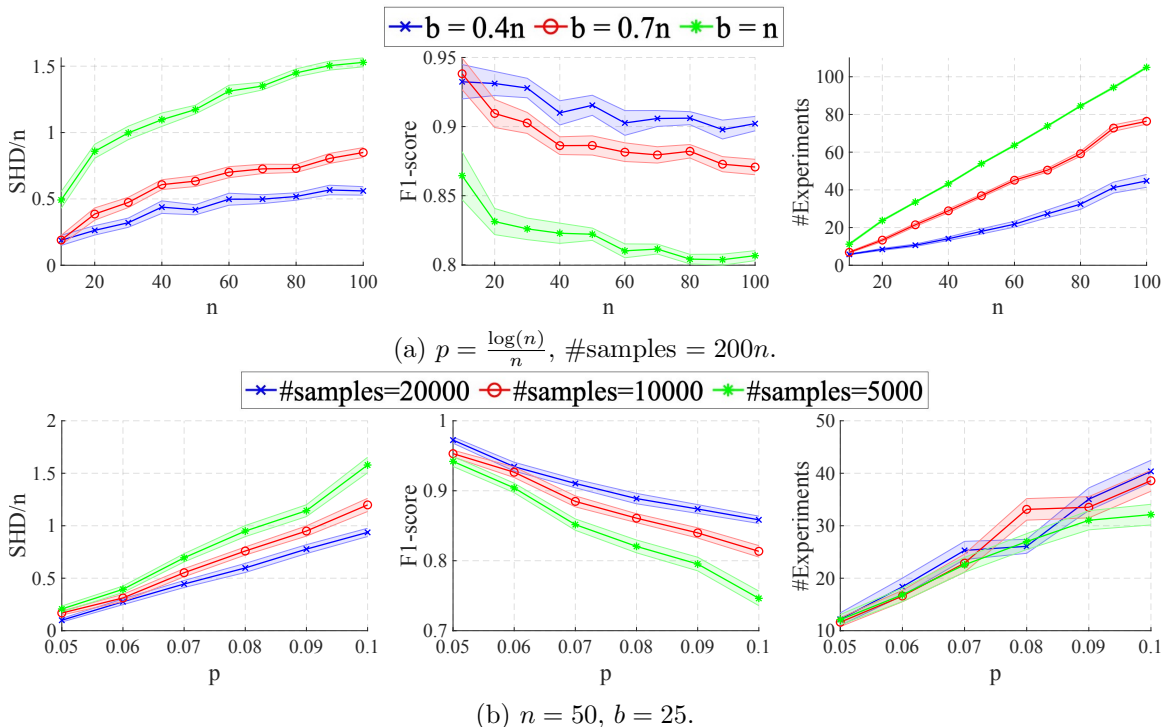 b = 0.4n b = 0.7n b = n
SHD/n
1.5
1
0.5
0
20 40 60 80 100
n
F1-score
0.95
0.9
0.85
0.8
20 40 60 80 100
n
#Experiments
100
80
60
40
20
0
20 40 60 80 100
n
(a) p = log(n)/n, #samples = 200n.
#samples=20000 #samples=10000 #samples=5000
SHD/n
2
1.5
1
0.5
0
0.05 0.06 0.07 0.08 0.09 0.1
p
F1-score
1
0.9
0.8
0.7
0.05 0.06 0.07 0.08 0.09 0.1
p
#Experiments
50
40
30
20
10
0.05 0.06 0.07 0.08 0.09 0.1
p
(b) n = 50, b = 25.